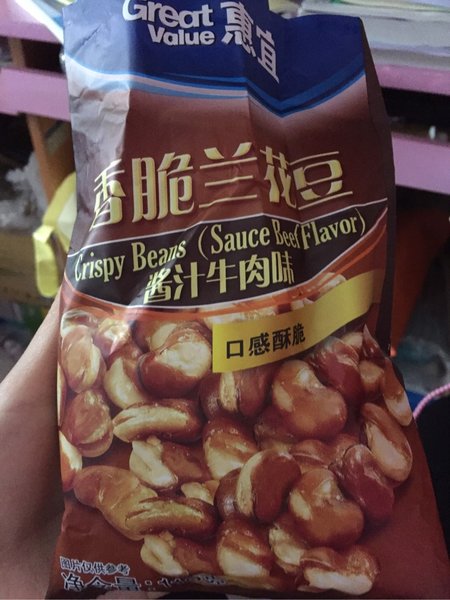 Great Value 惠宜
香脆兰花豆
Crispy Beans (Sauce Beef Flavor)
酱汁牛肉味
口感酥脆
图片仅供参考
净含量: